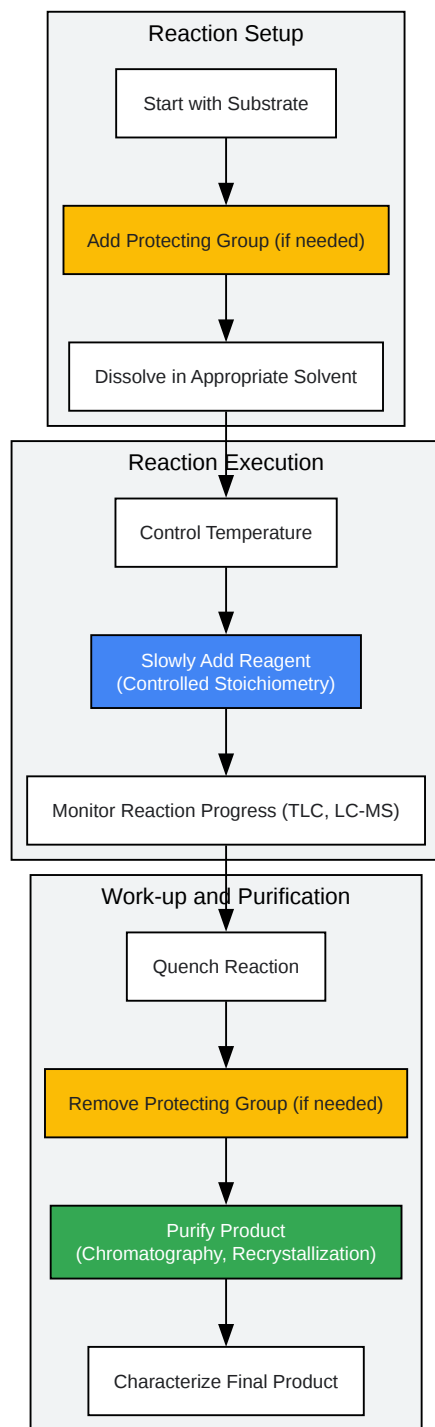 Reaction Setup
Start with Substrate
Add Protecting Group (if needed)
Dissolve in Appropriate Solvent
Reaction Execution
Control Temperature
Slowly Add Reagent
(Controlled Stoichiometry)
Monitor Reaction Progress (TLC, LC-MS)
Work-up and Purification
Quench Reaction
Remove Protecting Group (if needed)
Purify Product
(Chromatography, Recrystallization)
Characterize Final Product